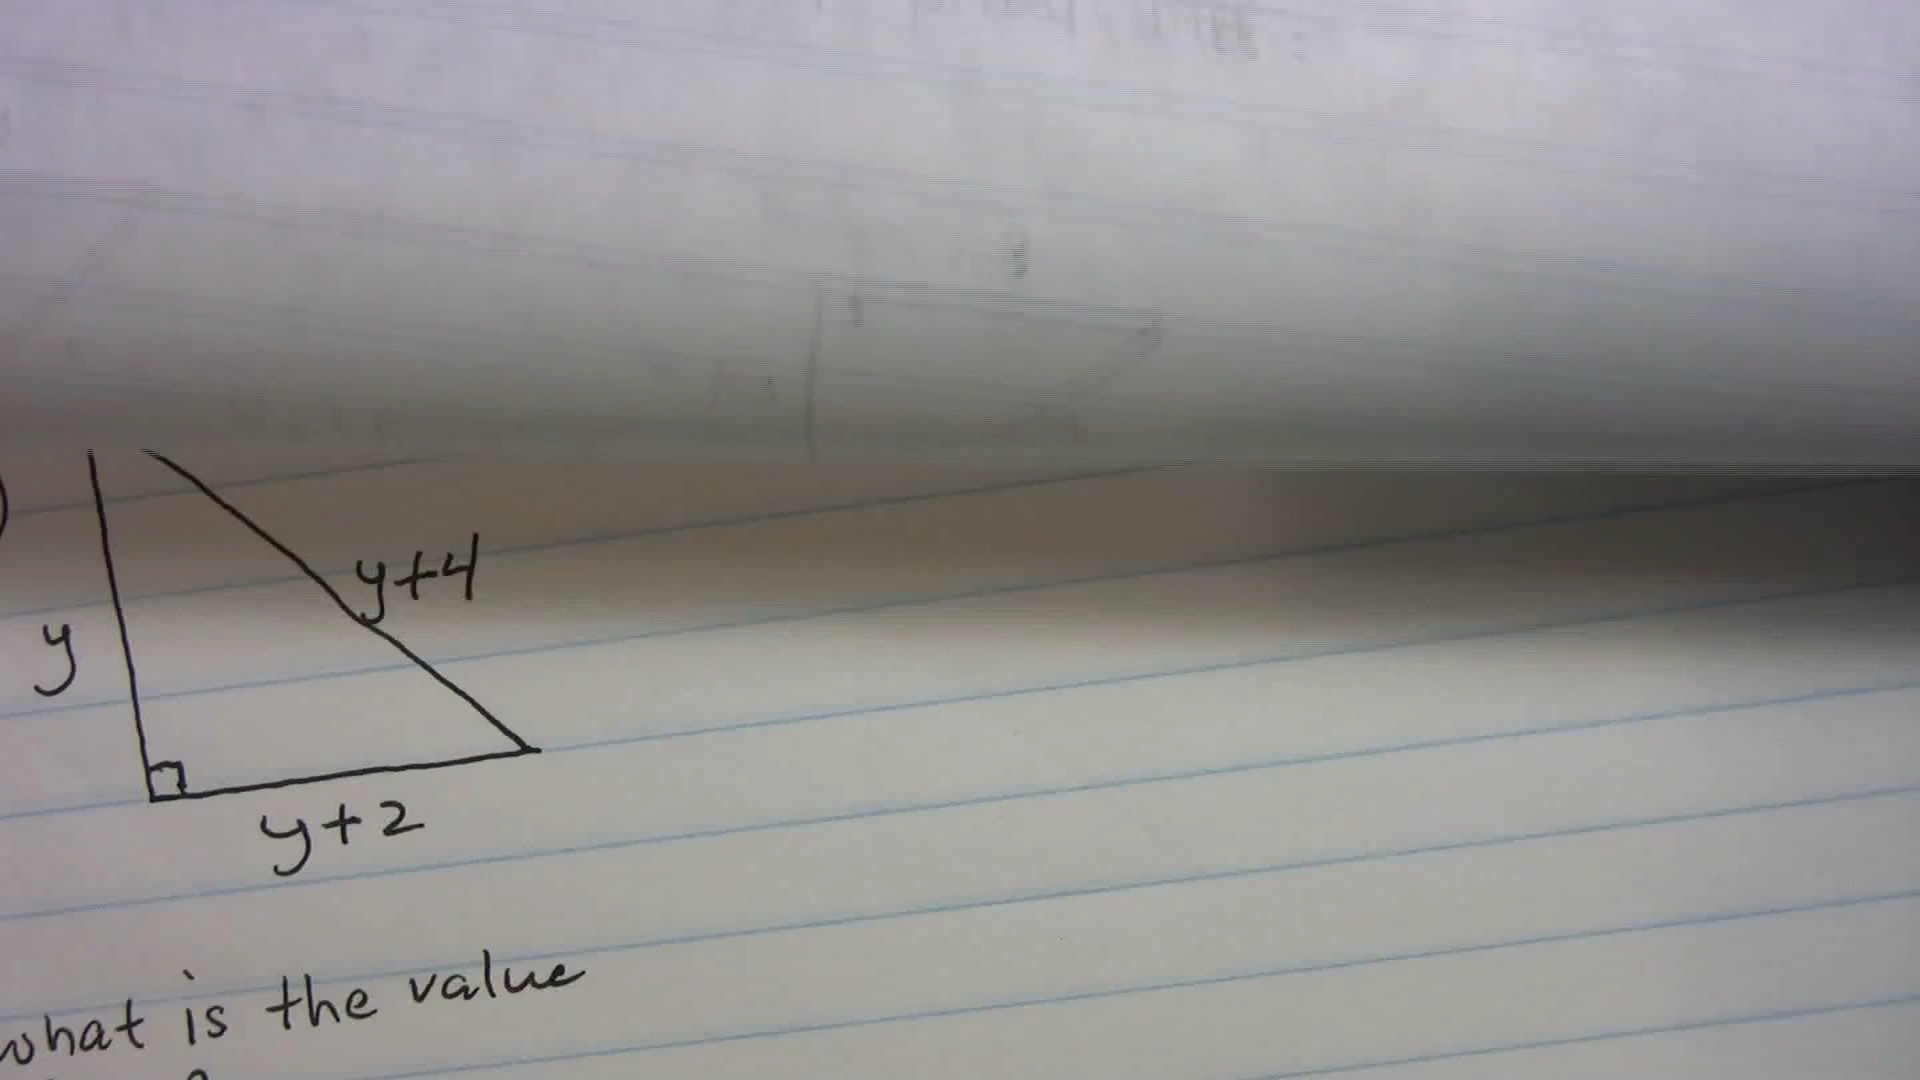 y+4
y
y+2
what is the value